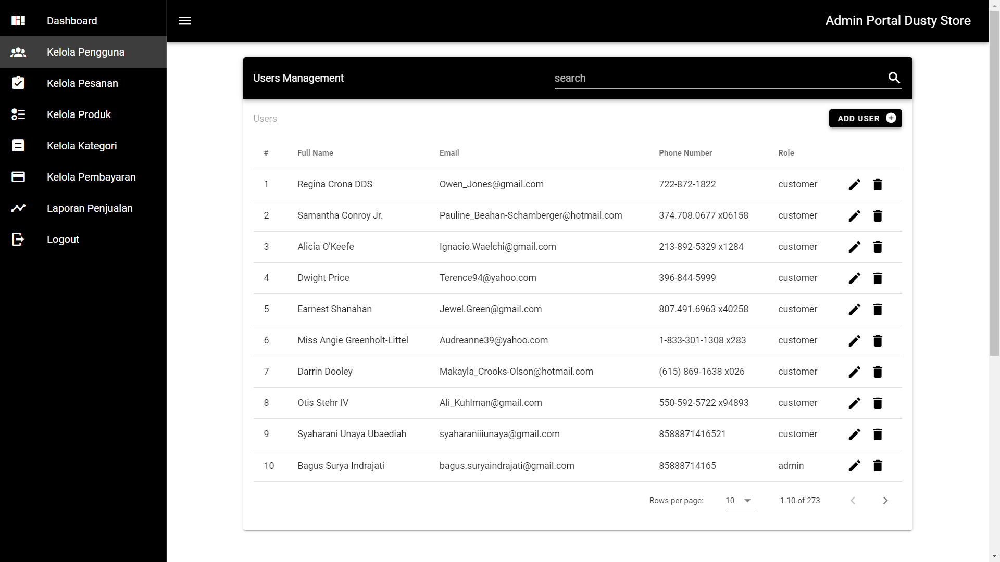 Dashboard
Kelola Pengguna
Kelola Pesanan
Kelola Produk
Kelola Kategori
Kelola Pembayaran
Laporan Penjualan
Logout
Admin Portal Dusty Store
Users Management search
Users ADD USER
# Full Name Email Phone Number Role
1 Regina Crona DDS Owen_Jones@gmail.com 722-872-1822 customer
2 Samantha Conroy Jr. Pauline_Beahan-Schamberger@hotmail.com 374.708.0677 x06158 customer
3 Alicia O'Keefe Ignacio.Waelchi@gmail.com 213-892-5329 x1284 customer
4 Dwight Price Terence94@yahoo.com 396-844-5999 customer
5 Earnest Shanahan Jewel.Green@gmail.com 807.491.6963 x40258 customer
6 Miss Angie Greenholt-Littel Audreanne39@yahoo.com 1-833-301-1308 x283 customer
7 Darrin Dooley Makayla_Crooks-Olson@hotmail.com (615) 869-1638 x026 customer
8 Otis Stehr IV Ali_Kuhlman@gmail.com 550-592-5722 x94893 customer
9 Syaharani Unaya Ubaediah syaharaniiiunaya@gmail.com 8588871416521 customer
10 Bagus Surya Indrajati bagus.suryaindrajati@gmail.com 85888714165 admin
Rows per page: 10 1-10 of 273